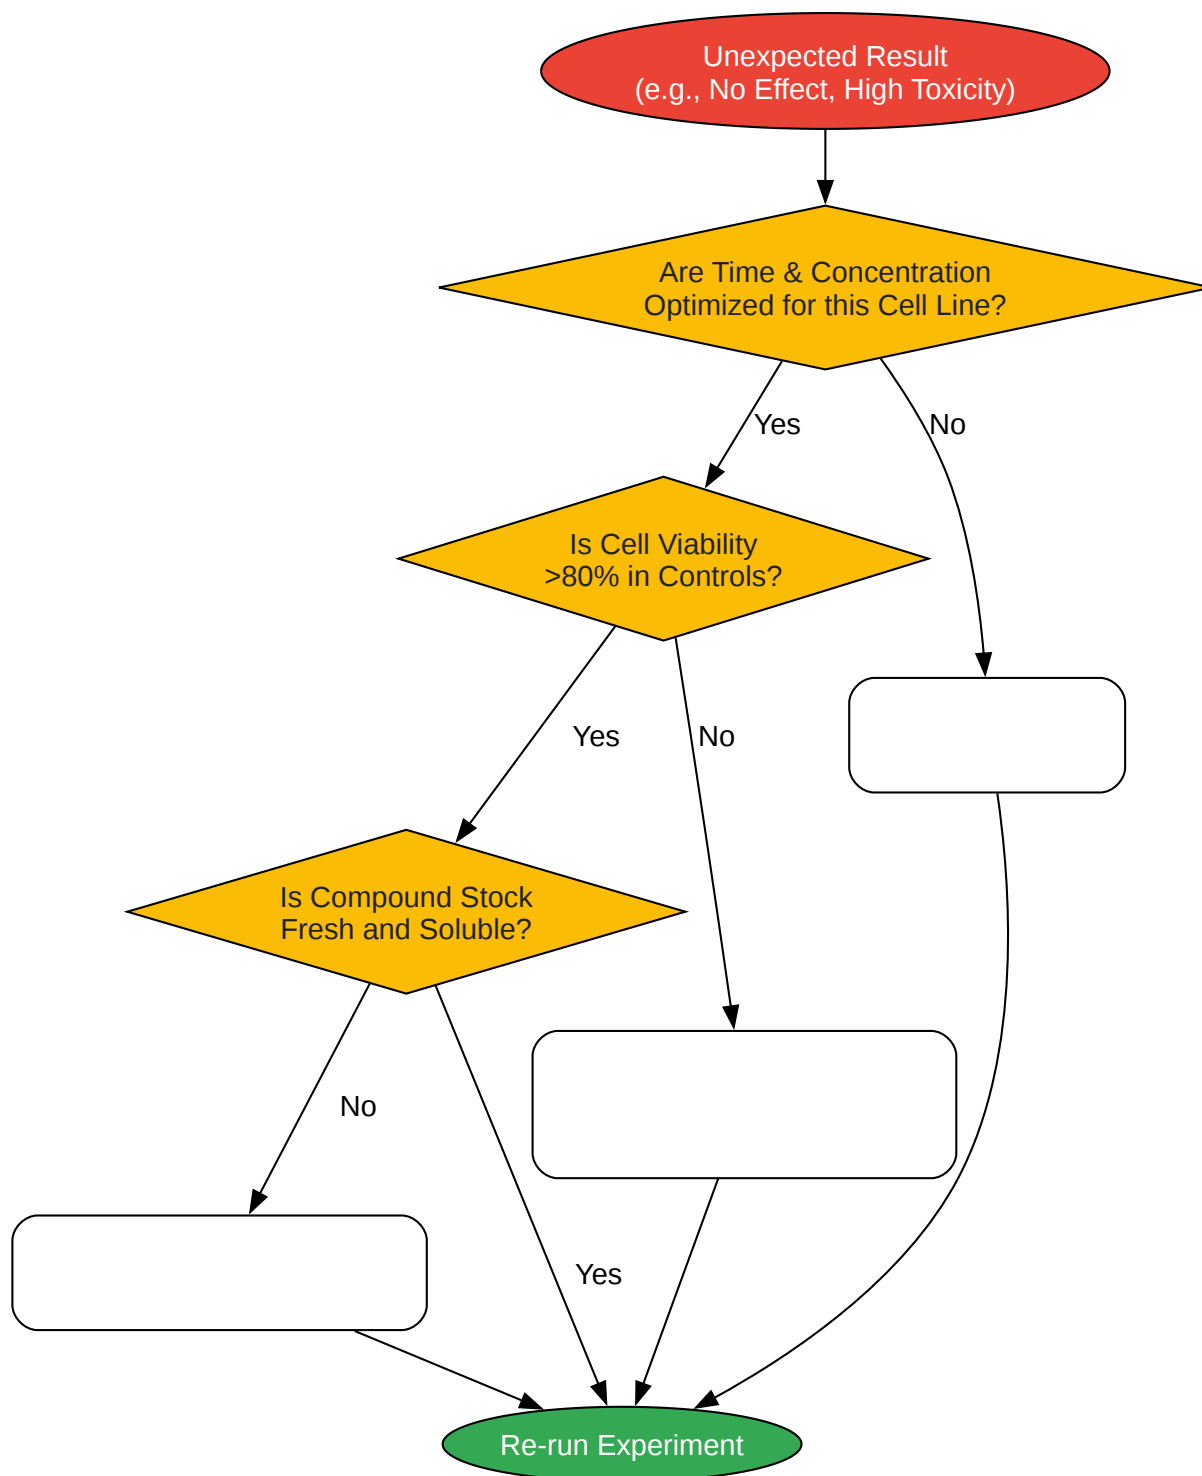 Unexpected Result
(e.g., No Effect, High Toxicity)
Are Time & Concentration
Optimized for this Cell Line?
Yes
No
Is Cell Viability
>80% in Controls?
Yes
No
Is Compound Stock
Fresh and Soluble?
No
Yes
Re-run Experiment